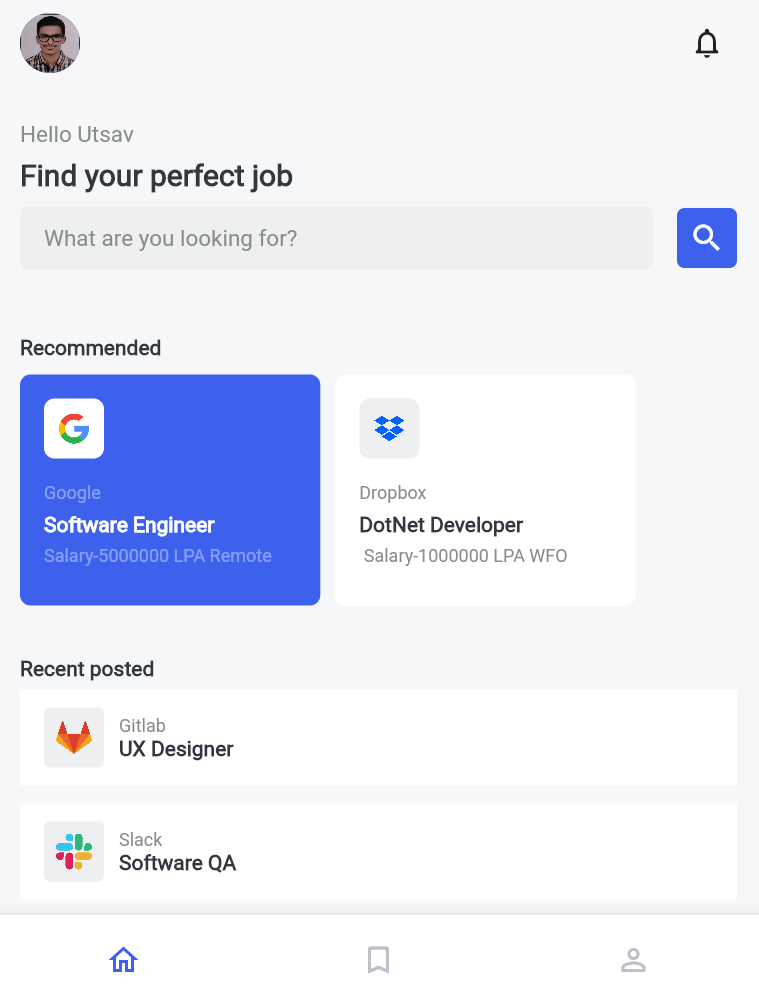 Hello Utsav
Find your perfect job
What are you looking for?
Recommended
Google
Software Engineer
Salary-5000000 LPA Remote
Dropbox
DotNet Developer
Salary-1000000 LPA WFO
Recent posted
Gitlab
UX Designer
Slack
Software QA